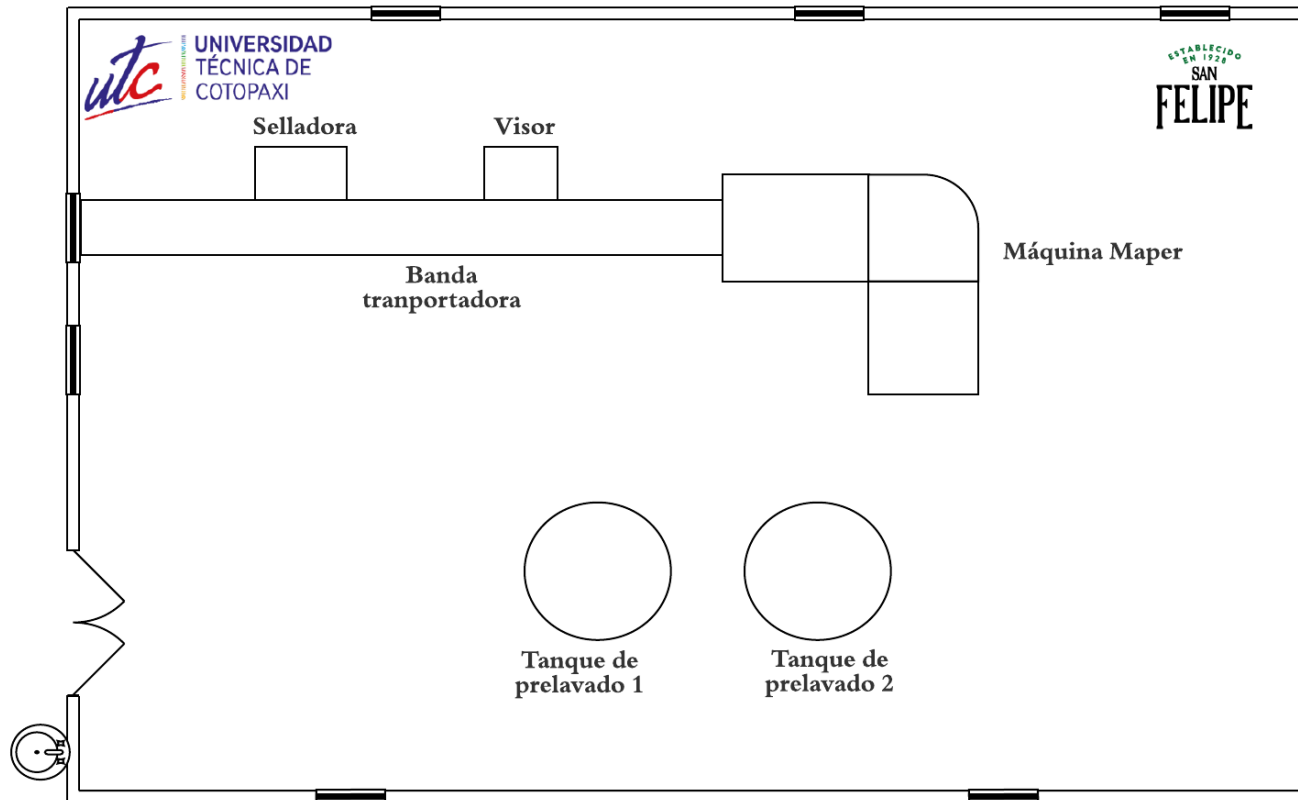 utc
UNIVERSIDAD
TÉCNICA DE
COTOPAXI
ESTABLECIDO
EN 1928
SAN
FELIPE
Selladora
Visor
Máquina Maper
Banda
tranportadora
Tanque de
prelavado 1
Tanque de
prelavado 2